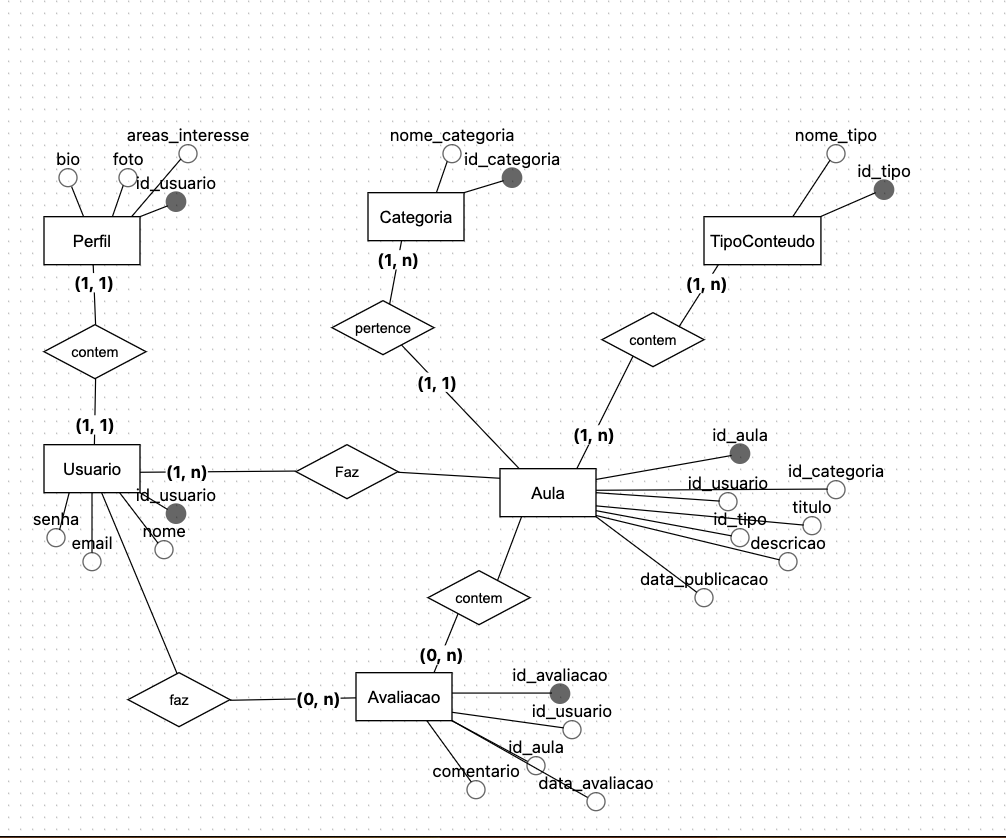 areas_interesse
nome_categoria
nome_tipo
bio
foto
id_categoria
id_tipo
id_usuario
Categoria
Perfil
TipoConteudo
(1, n)
(1, 1)
(1, n)
pertence
contem
contem
(1, 1)
(1, 1)
(1, n)
id_aula
Usuario
(1, n)
Faz
id_categoria
id_usuario
Aula
id_usuario
titulo
senha
id_tipo
nome
email
descricao
data_publicacao
contem
(0, n)
id_avaliacao
faz
(0, n)
Avaliacao
id_usuario
id_aula
comentario
data_avaliacao